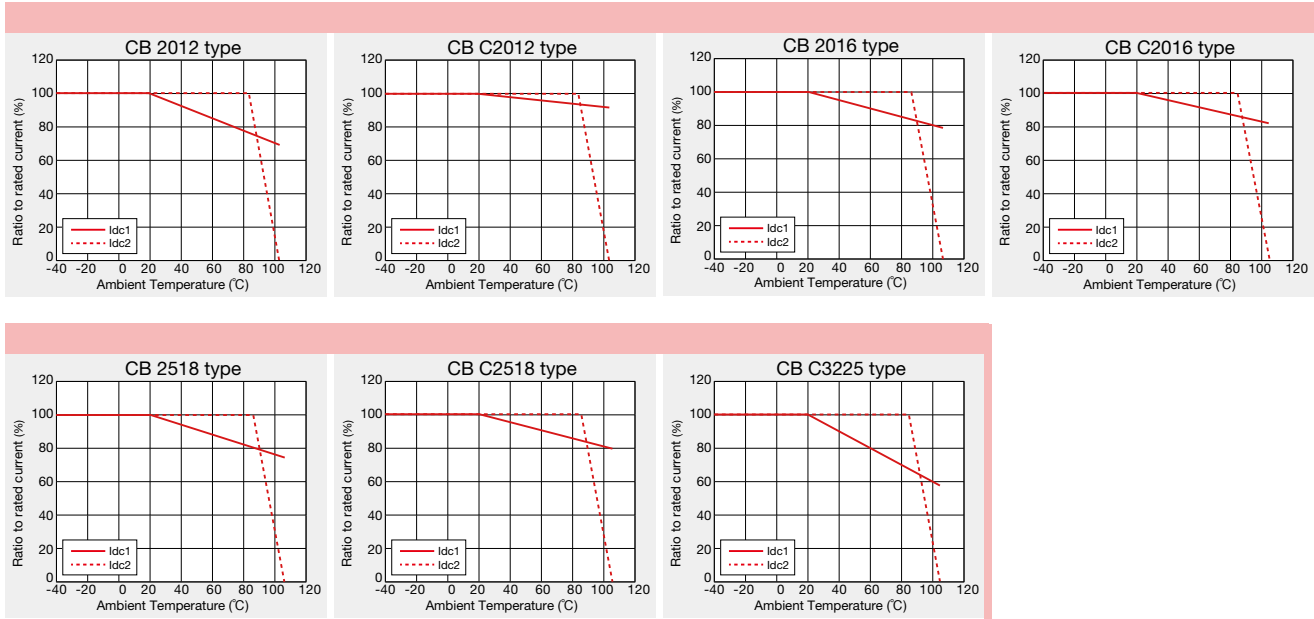 CB 2012 type
120
100
80
60
40
20
0
-40 -20 0 20 40 60 80 100 120
Ratio to rated current (%)
Ambient Temperature (℃)
Idc1
Idc2
CB C2012 type
120
100
80
60
40
20
0
-40 -20 0 20 40 60 80 100 120
Ratio to rated current (%)
Ambient Temperature (℃)
Idc1
Idc2
CB 2016 type
120
100
80
60
40
20
0
-40 -20 0 20 40 60 80 100 120
Ratio to rated current (%)
Ambient Temperature (℃)
Idc1
Idc2
CB C2016 type
120
100
80
60
40
20
0
-40 -20 0 20 40 60 80 100 120
Ratio to rated current (%)
Ambient Temperature (℃)
Idc1
Idc2
CB 2518 type
120
100
80
60
40
20
0
-40 -20 0 20 40 60 80 100 120
Ratio to rated current (%)
Ambient Temperature (℃)
Idc1
Idc2
CB C2518 type
120
100
80
60
40
20
0
-40 -20 0 20 40 60 80 100 120
Ratio to rated current (%)
Ambient Temperature (℃)
Idc1
Idc2
CB C3225 type
120
100
80
60
40
20
0
-40 -20 0 20 40 60 80 100 120
Ratio to rated current (%)
Ambient Temperature (℃)
Idc1
Idc2